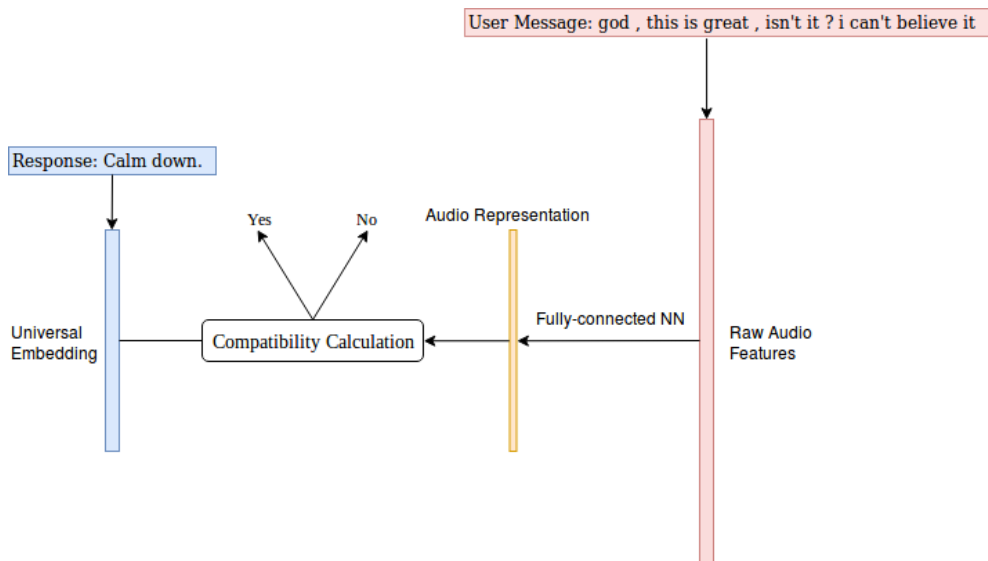 User Message: god , this is great , isn't it ? i can't believe it
Response: Calm down.
Yes
No
Audio Representation
Universal
Embedding
Compatibility Calculation
Fully-connected NN
Raw Audio
Features